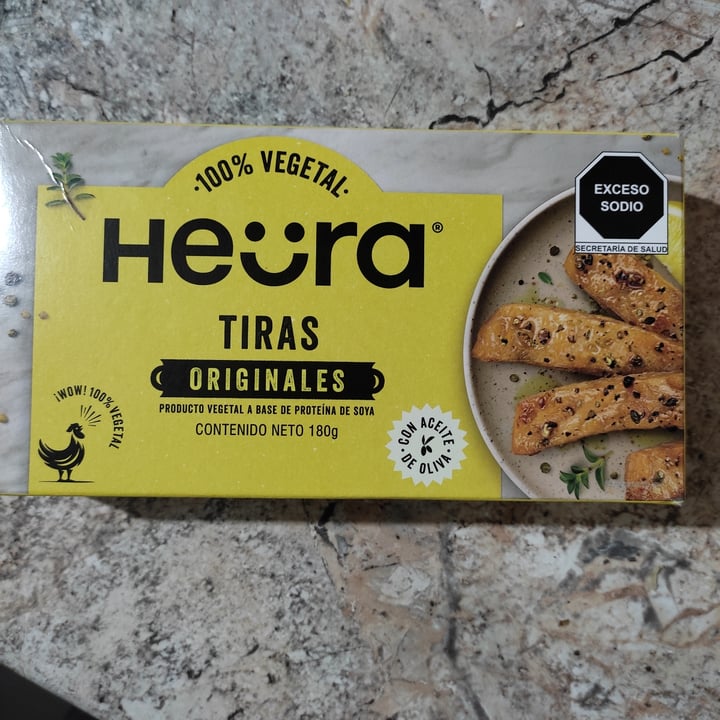 ·100% VEGETAL·
Heüra®
TIRAS
ORIGINALES
PRODUCTO VEGETAL A BASE DE PROTEÍNA DE SOYA
CONTENIDO NETO 180g
¡WOW! 100% VEGETAL
·CON ACEITE·
DE OLIVA
EXCESO
SODIO
SECRETARÍA DE SALUD